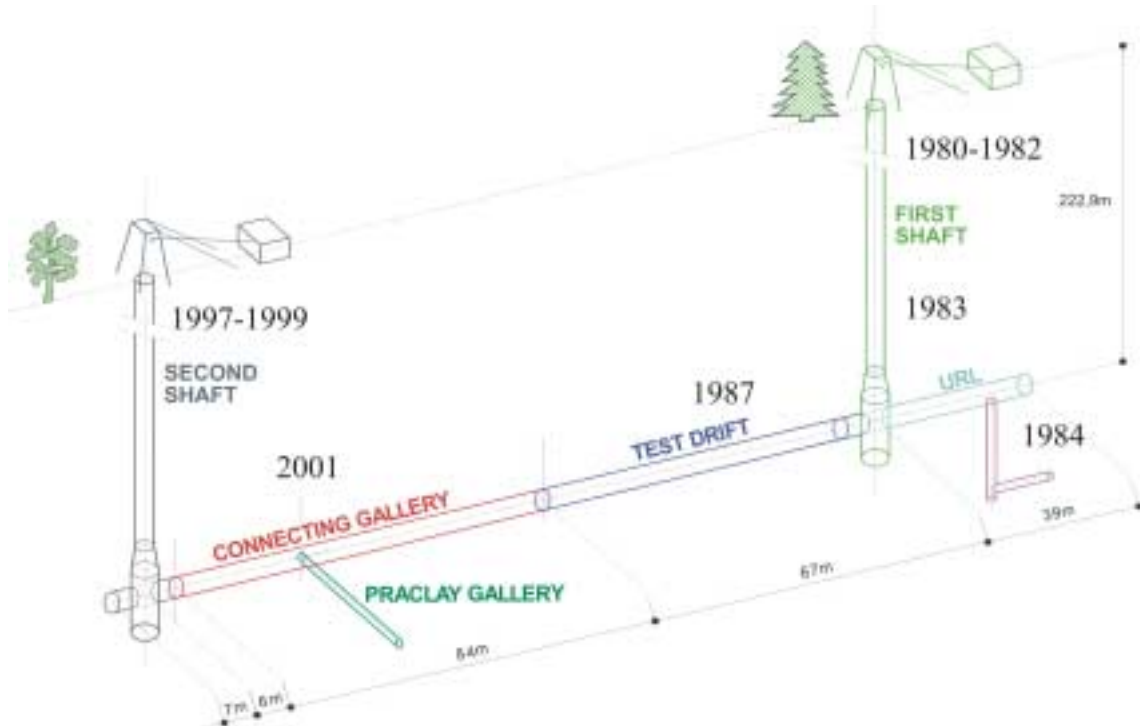 1980-1982
222,9m
FIRST
SHAFT
1983
1997-1999
SECOND
SHAFT
URL
1987
TEST DRIFT
1984
2001
CONNECTING GALLERY
PRACLAY GALLERY
39m
67m
84m
7m
6m